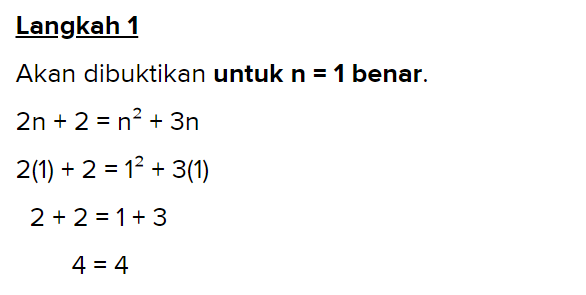 Langkah 1
Akan dibuktikan untuk n = 1 benar.
2n + 2 = n² + 3n
2(1) + 2 = 1² + 3(1)
2 + 2 = 1 + 3
4 = 4